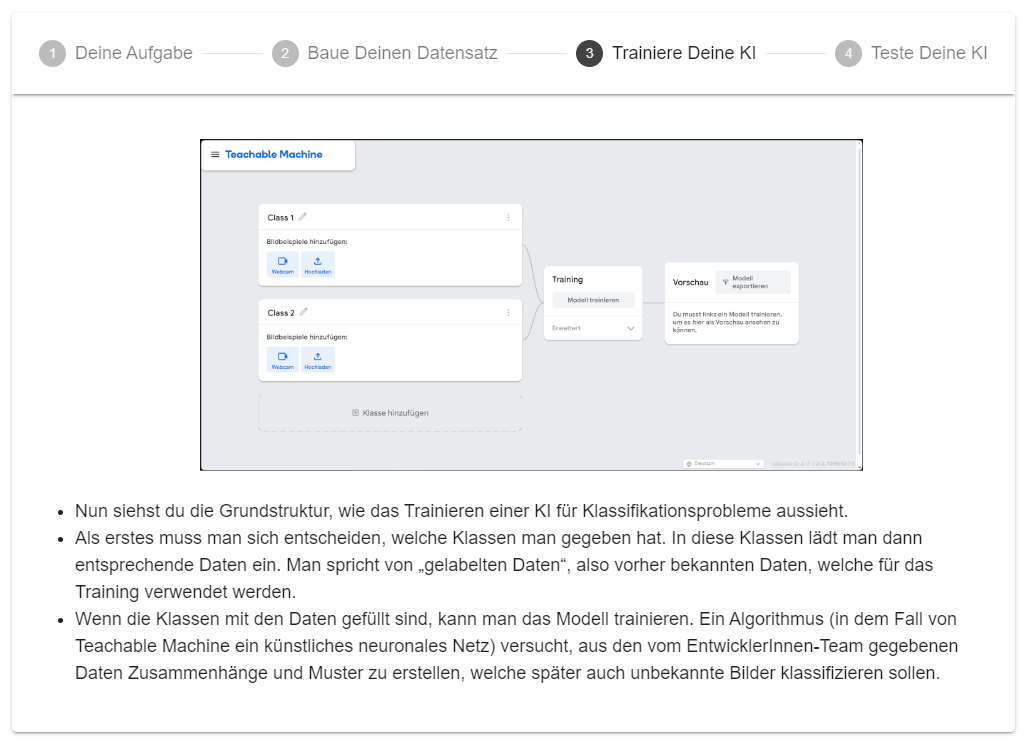 1 Deine Aufgabe 2 Baue Deinen Datensatz 3 Trainiere Deine KI 4 Teste Deine KI
Teachable Machine
Class 1
Bildbeispiele hinzufügen:
Webcam Hochladen
Class 2
Bildbeispiele hinzufügen:
Webcam Hochladen
Klasse hinzufügen
Training
Modell trainieren
Erweitert
Vorschau
Modell
exportieren
Du musst links ein Modell trainieren,
um es hier als Vorschau ansehen zu
können.
Deutsch
• Nun siehst du die Grundstruktur, wie das Trainieren einer KI für Klassifikationsprobleme aussieht.
• Als erstes muss man sich entscheiden, welche Klassen man gegeben hat. In diese Klassen lädt man dann
entsprechende Daten ein. Man spricht von „gelabelten Daten“, also vorher bekannten Daten, welche für das
Training verwendet werden.
• Wenn die Klassen mit den Daten gefüllt sind, kann man das Modell trainieren. Ein Algorithmus (in dem Fall von
Teachable Machine ein künstliches neuronales Netz) versucht, aus den vom EntwicklerInnen-Team gegebenen
Daten Zusammenhänge und Muster zu erstellen, welche später auch unbekannte Bilder klassifizieren sollen.